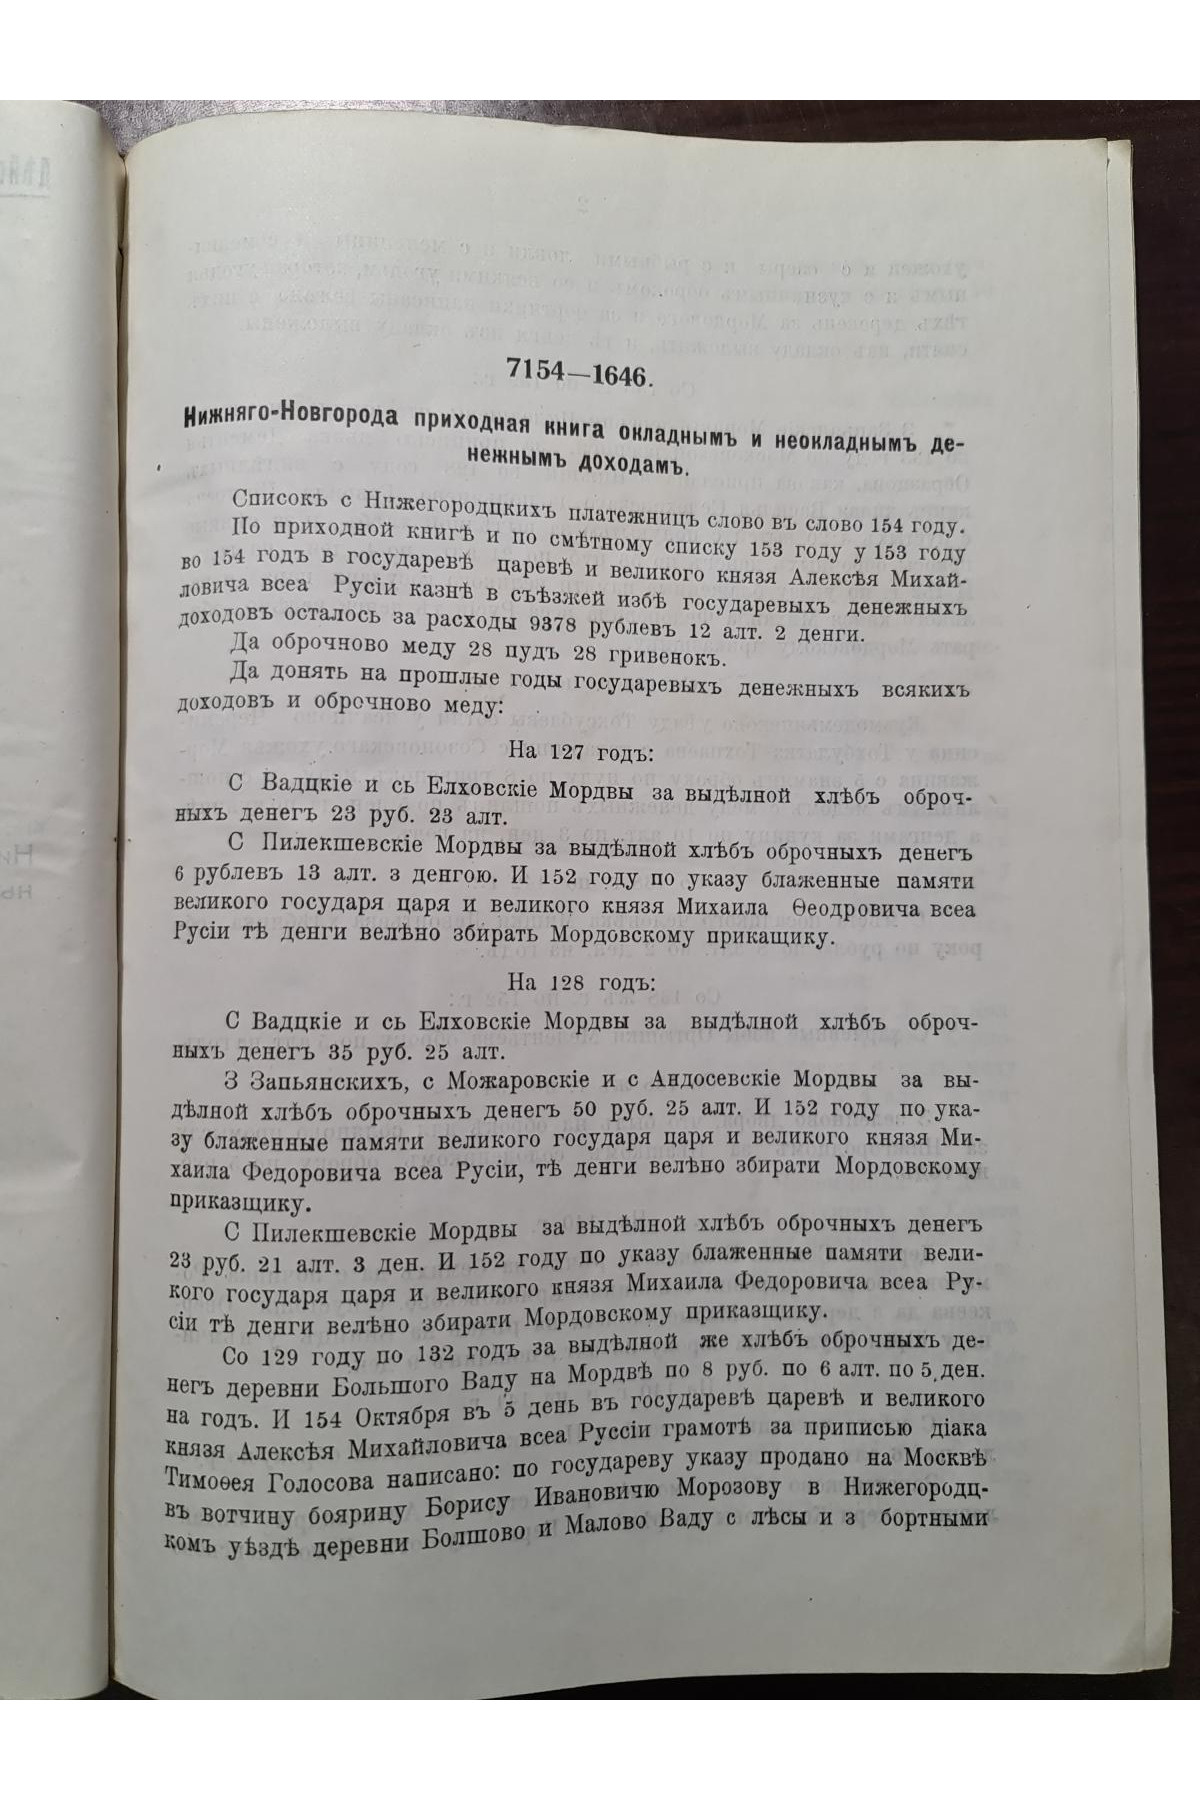 7154—1646.
Нижняго-Новгорода приходная книга окладнымъ и неокладнымъ де-
нежнымъ доходамъ.
Списокъ с Нижегородцкихъ платежницъ слово въ слово 154 году.
По приходной книгѣ и по смѣтному списку 153 году у 153 году
во 154 годъ в государевѣ царевѣ и великого князя Алексѣя Михай-
ловича всеа Русіи казнѣ в съѣзжей избѣ государевыхъ денежныхъ
доходовъ осталось за расходы 9378 рублевъ 12 алт. 2 денги.
Да оброчново меду 28 пудъ 28 гривенокъ.
Да донять на прошлые годы государевыхъ денежныхъ всякихъ
доходов и оброчново меду:
На 127 годъ:
С Вадцкіе и сь Елховскіе Мордвы за выдѣлной хлѣбъ оброч-
ныхъ денег 23 руб. 23 алт.
С Пилекшевскіе Мордвы за выдѣлной хлѣбъ оброчныхъ денегъ
6 рублевъ 13 алт. з денгою. И 152 году по указу блаженные памяти
великого государя царя и великого князя Михаила Ѳеодровича всеа
Русіи тѣ денги велѣно збирать Мордовскому прикащику.
На 128 годъ:
С Вадцкіе и сь Елховскіе Мордвы за выдѣлной хлѣбъ оброч-
ныхъ денегъ 35 руб. 25 алт.
З Запьянскихъ, с Можаровскіе и с Андосевскіе Мордвы за вы-
дѣлной хлѣбъ оброчныхъ денегъ 50 руб. 25 алт. И 152 году по ука-
зу блаженные памяти великого государя царя и великого князя Ми-
хаила Федоровича всеа Русіи, тѣ денги велѣно збирати Мордовскому
приказщику.
С Пилекшевскіе Мордвы за выдѣлной хлѣбъ оброчныхъ денегъ
23 руб. 21 алт. 3 ден. И 152 году по указу блаженные памяти вели-
кого государя царя и великого князя Михаила Федоровича всеа Ру-
сіи тѣ денги велѣно збирати Мордовскому приказщику.
Со 129 году по 132 годъ за выдѣлной же хлѣбъ оброчныхъ де-
негъ деревни Большого Ваду на Мордвѣ по 8 руб. по 6 алт. по 5 ден.
на годъ. И 154 Октября въ 5 день въ государевѣ царевѣ и великого
князя Алексѣя Михайловича всеа Руссіи грамотѣ за приписью діака
Тимоѳея Голосова написано: по государеву указу продано на Москвѣ
въ вотчину боярину Борису Ивановичю Морозову в Нижегородц-
комъ уѣздѣ деревни Болшово и Малово Ваду с лѣсы и з бортными